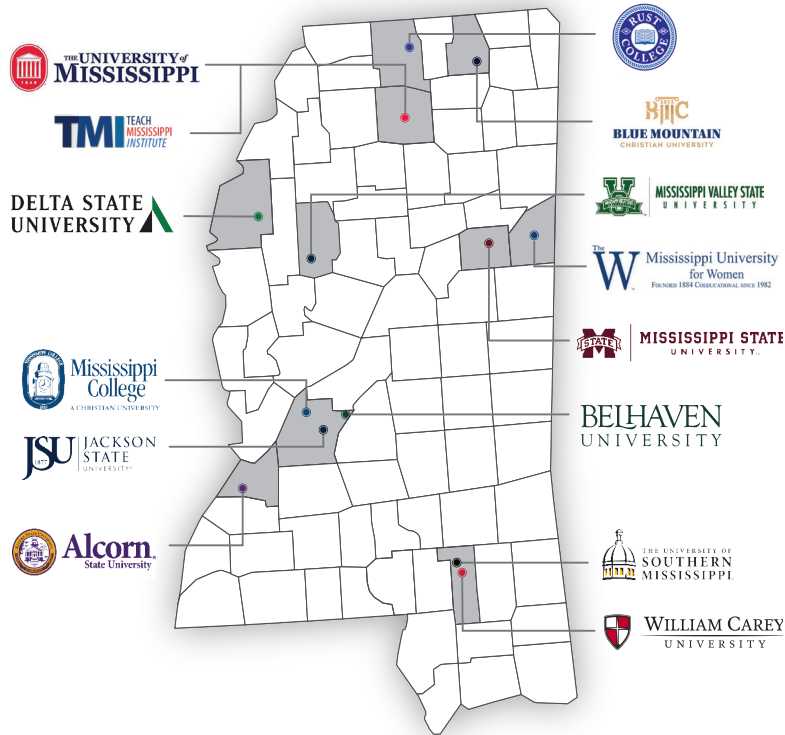 RUST
COLLEGE
THE UNIVERSITY of
MISSISSIPPI
1848
TMI TEACH
MISSISSIPPI
INSTITUTE
BLUE MOUNTAIN
CHRISTIAN UNIVERSITY
DELTA STATE
UNIVERSITY
MISSISSIPPI VALLEY STATE
UNIVERSITY
The
W Mississippi University
for Women
FOUNDED 1884 COEDUCATIONAL SINCE 1982
STATE
MISSISSIPPI STATE
UNIVERSITY
Mississippi
College
A CHRISTIAN UNIVERSITY
BELHAVEN
UNIVERSITY
JSU
1877
JACKSON
STATE
UNIVERSITY
Alcorn
State University
THE UNIVERSITY OF
SOUTHERN
MISSISSIPPI
WILLIAM CAREY
UNIVERSITY